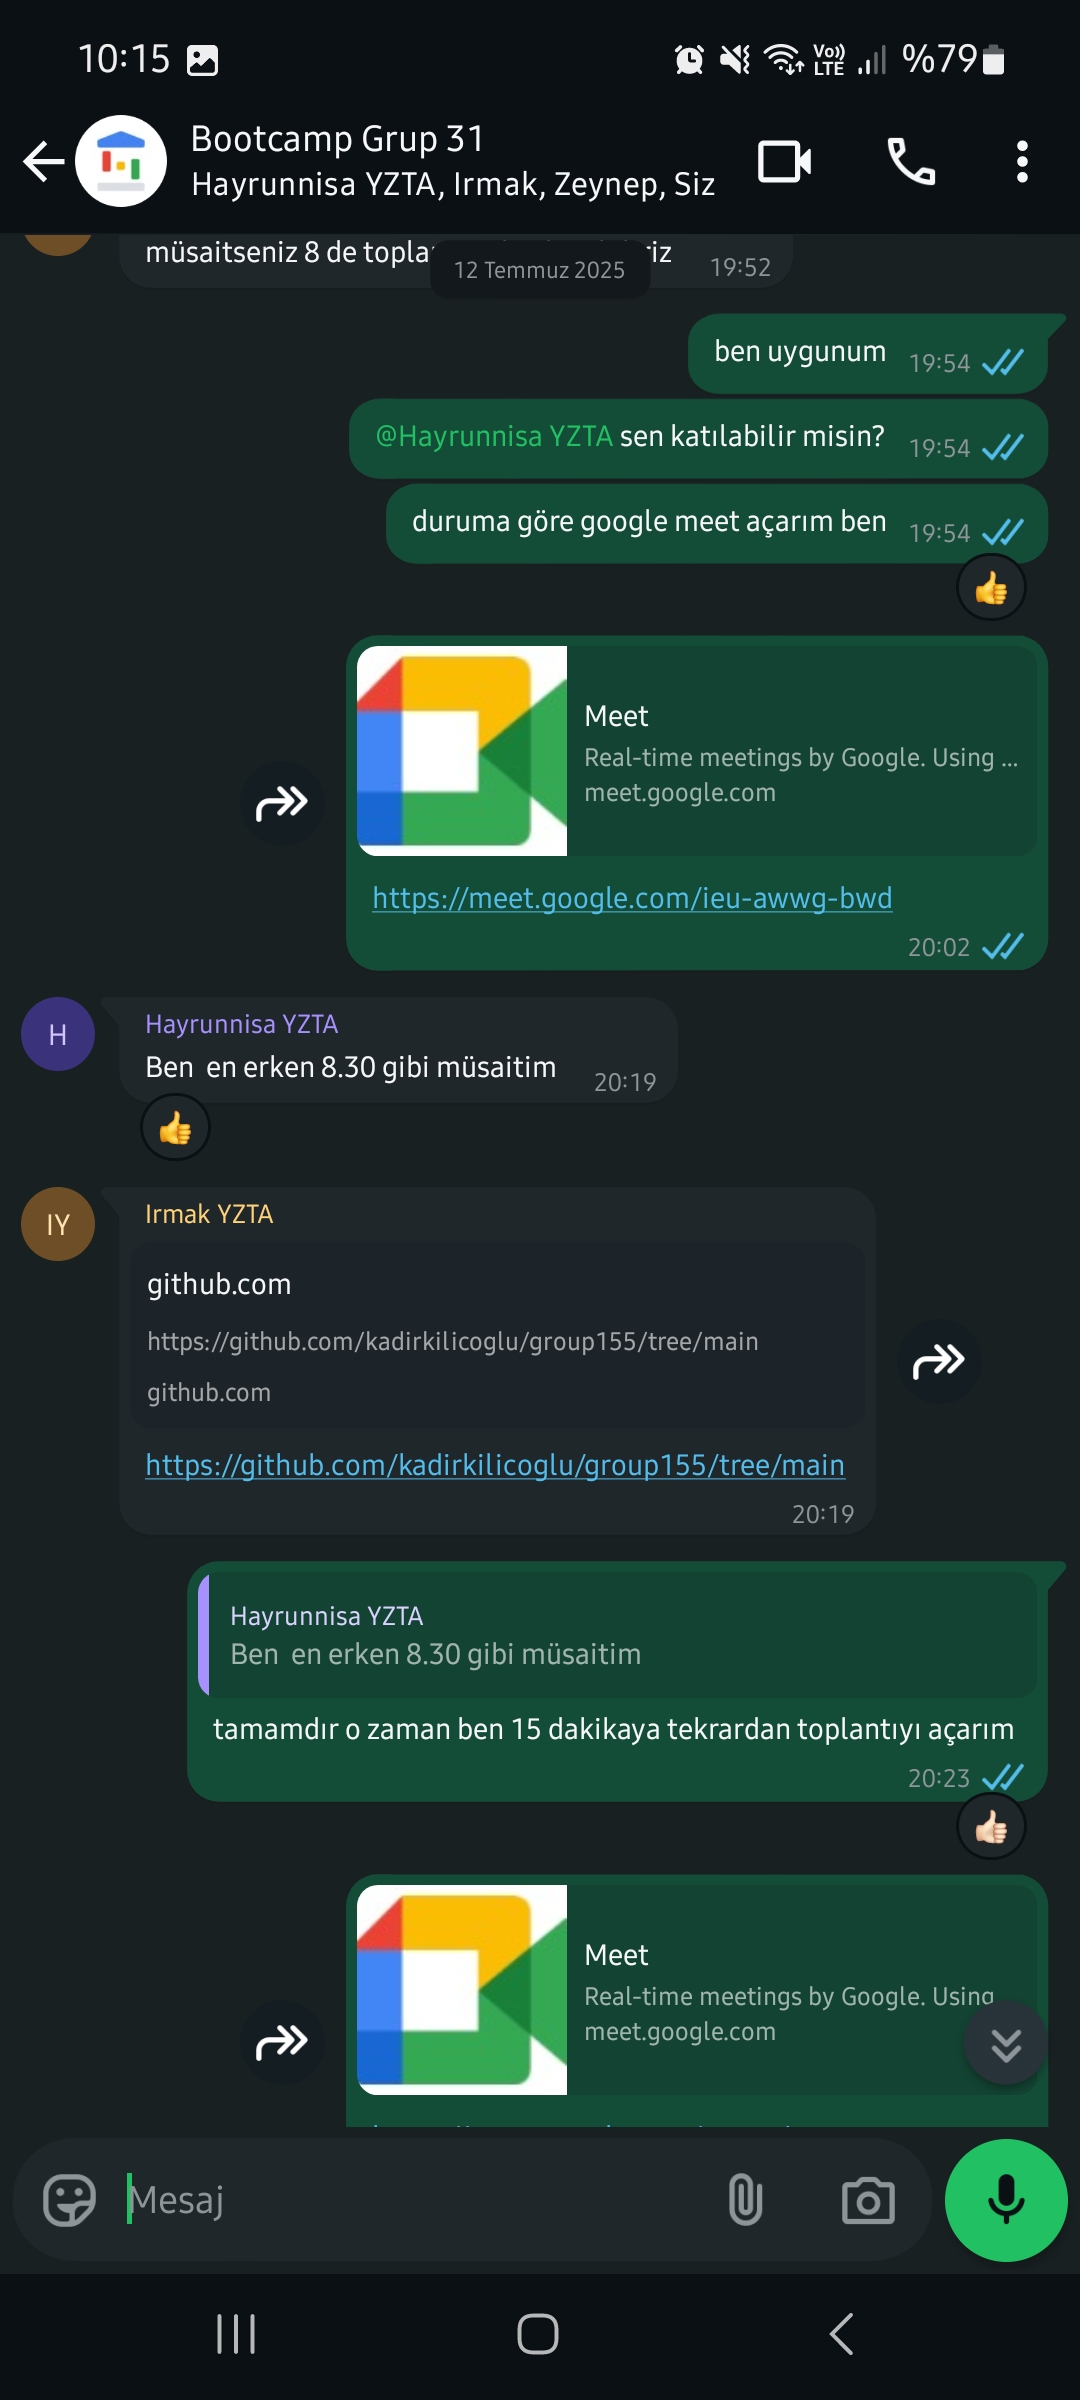 10:15
Vo)) LTE %79
Bootcamp Grup 31
Hayrunnisa YZTA, Irmak, Zeynep, Siz
müsaitseniz 8 de
19:52
12 Temmuz 2025
ben uygunum 19:54
@Hayrunnisa YZTA sen katılabilir misin? 19:54
duruma göre google meet açarım ben 19:54
Meet
Real-time meetings by Google. Using ...
meet.google.com
https://meet.google.com/ieu-awwg-bwd
20:02
H
Hayrunnisa YZTA
Ben  en erken 8.30 gibi müsaitim 20:19
IY
Irmak YZTA
github.com
https://github.com/kadirkilicoglu/group155/tree/main
github.com
https://github.com/kadirkilicoglu/group155/tree/main
20:19
Hayrunnisa YZTA
Ben  en erken 8.30 gibi müsaitim
tamamdır o zaman ben 15 dakikaya tekrardan toplantıyı açarım
20:23
Meet
Real-time meetings by Google. Using
meet.google.com
Mesaj